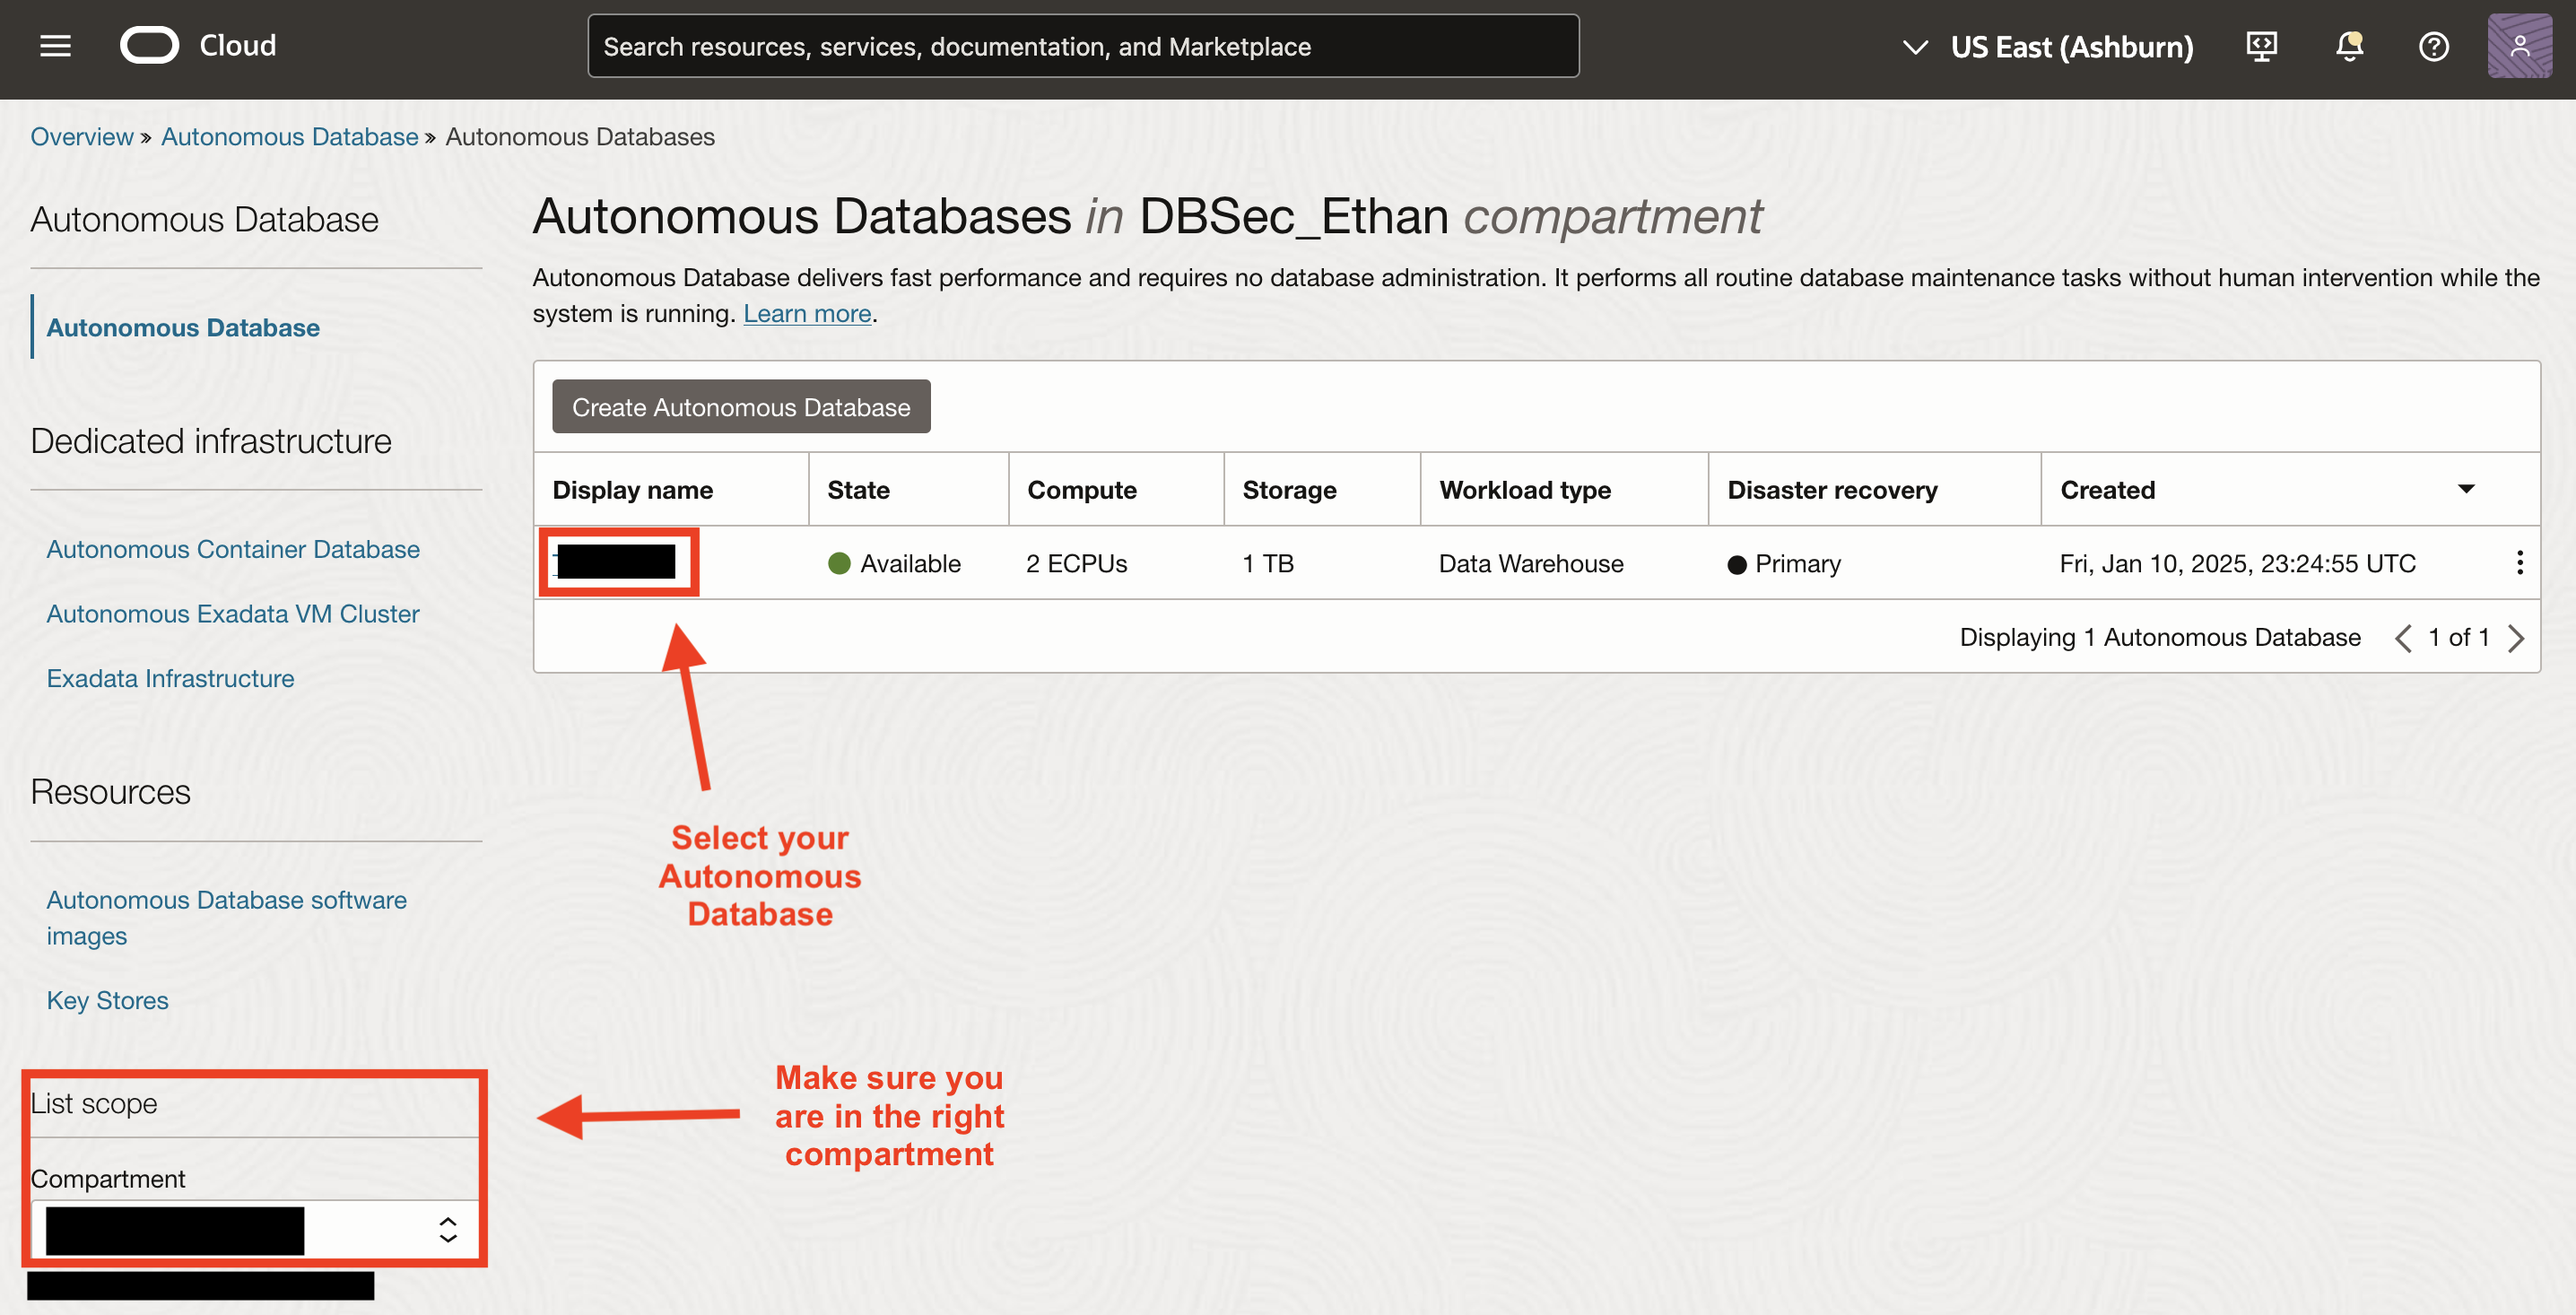 Cloud
Search resources, services, documentation, and Marketplace
US East (Ashburn)
Overview » Autonomous Database » Autonomous Databases
Autonomous Database
Autonomous Database
Dedicated infrastructure
Autonomous Container Database
Autonomous Exadata VM Cluster
Exadata Infrastructure
Resources
Autonomous Database software
images
Key Stores
List scope
Compartment
Autonomous Databases in DBSec_Ethan compartment
Autonomous Database delivers fast performance and requires no database administration. It performs all routine database maintenance tasks without human intervention while the
system is running. Learn more.
Create Autonomous Database
Display name State Compute Storage Workload type Disaster recovery Created
Available 2 ECPUs 1 TB Data Warehouse Primary Fri, Jan 10, 2025, 23:24:55 UTC
Displaying 1 Autonomous Database 1 of 1
Select your
Autonomous
Database
Make sure you
are in the right
compartment